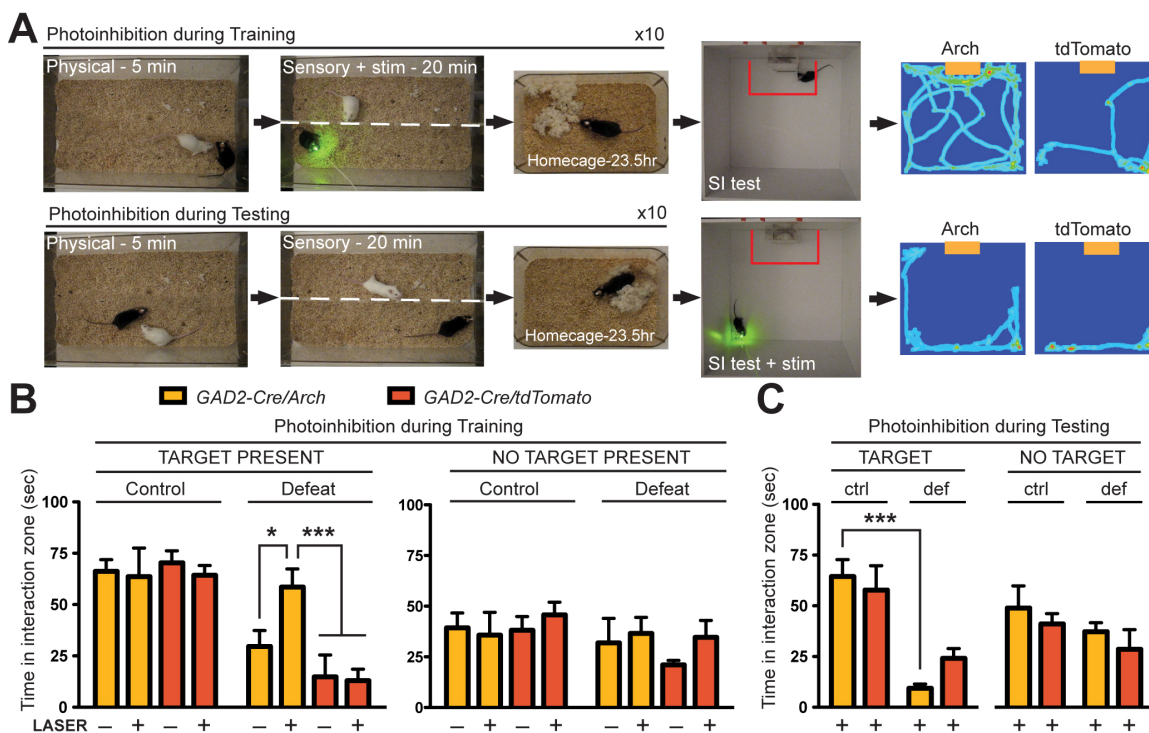 A
Photoinhibition during Training x10
Physical - 5 min
Sensory + stim - 20 min
Homecage-23.5hr
SI test
Arch
tdTomato
Photoinhibition during Testing x10
Physical - 5 min
Sensory - 20 min
Homecage-23.5hr
SI test + stim
Arch
tdTomato
B
GAD2-Cre/Arch
GAD2-Cre/tdTomato
Photoinhibition during Training
TARGET PRESENT
NO TARGET PRESENT
Control
Defeat
Control
Defeat
Time in interaction zone (sec)
100
75
50
25
0
*
***
100
75
50
25
0
LASER – + – + – + – + – + – + – + – +
C
Photoinhibition during Testing
TARGET
NO TARGET
ctrl
def
ctrl
def
Time in interaction zone (sec)
100
75
50
25
0
***
+ + + + + + + +